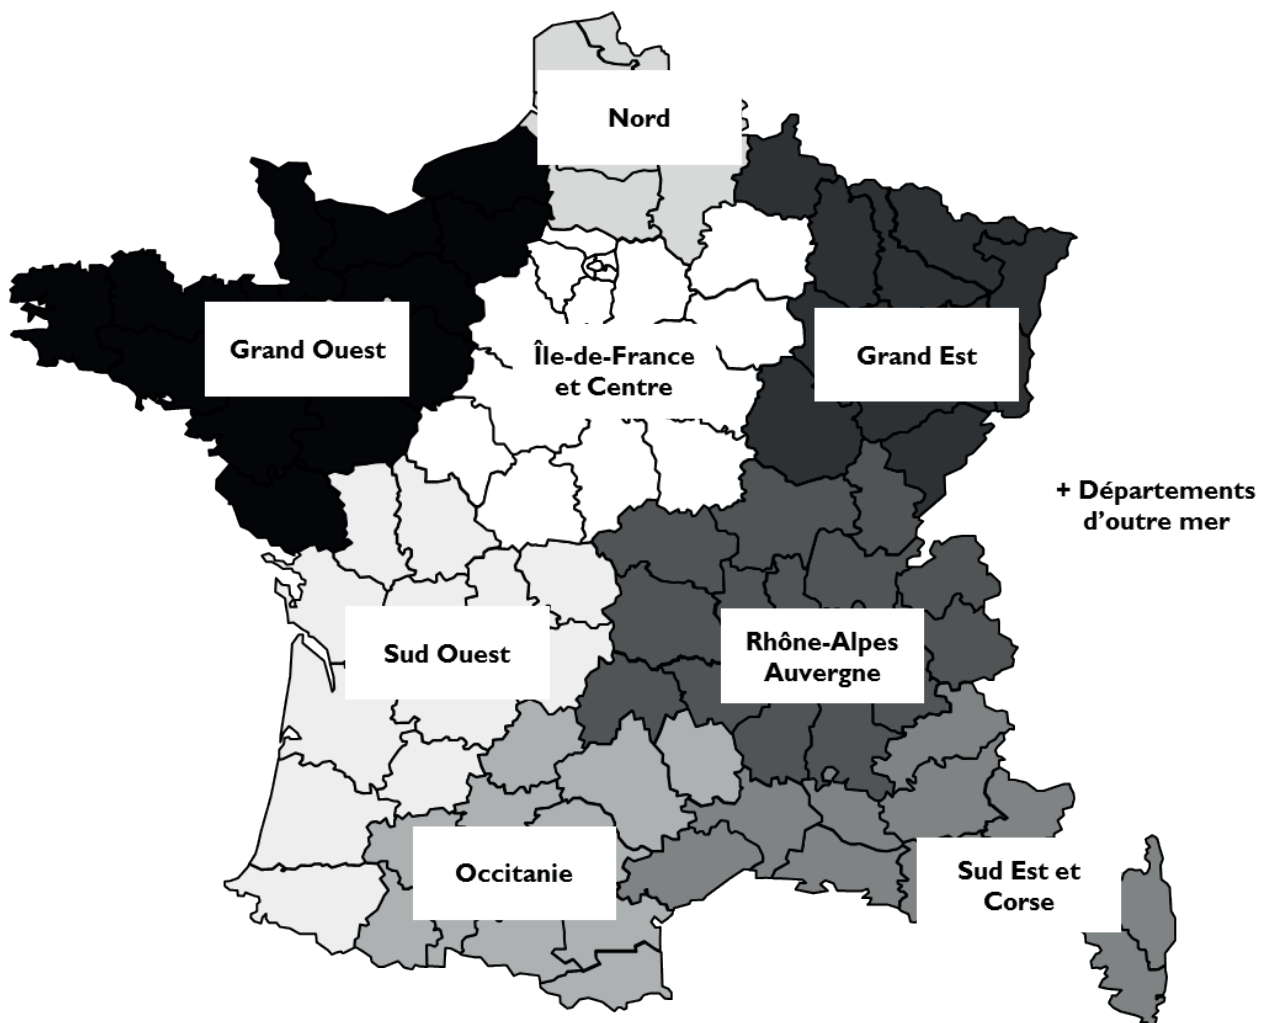 Nord
Grand Ouest
Île-de-France
et Centre
Grand Est
+ Départements
d'outre mer
Sud Ouest
Rhône-Alpes
Auvergne
Occitanie
Sud Est et
Corse